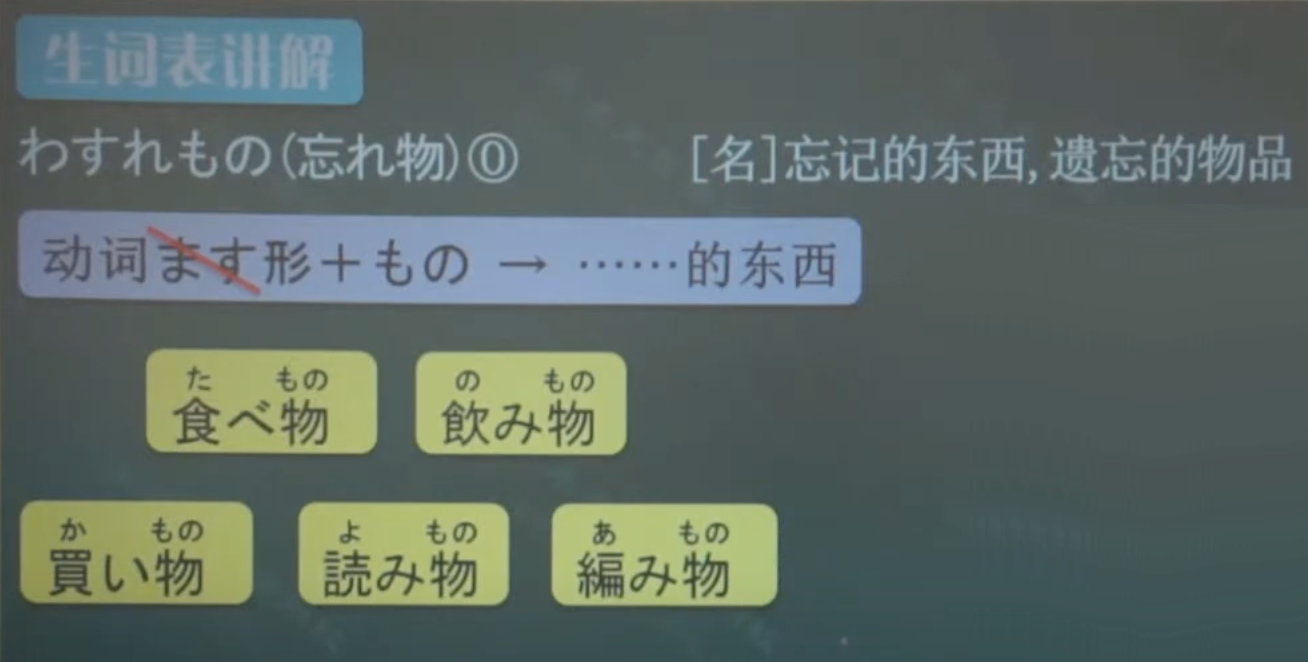 生词表讲解
わすれもの(忘れ物)⓪ [名]忘记的东西,遗忘的物品
动词ます形＋もの → ……的东西
た もの の もの
食べ物 飲み物
か もの よ もの あ もの
買い物 読み物 編み物